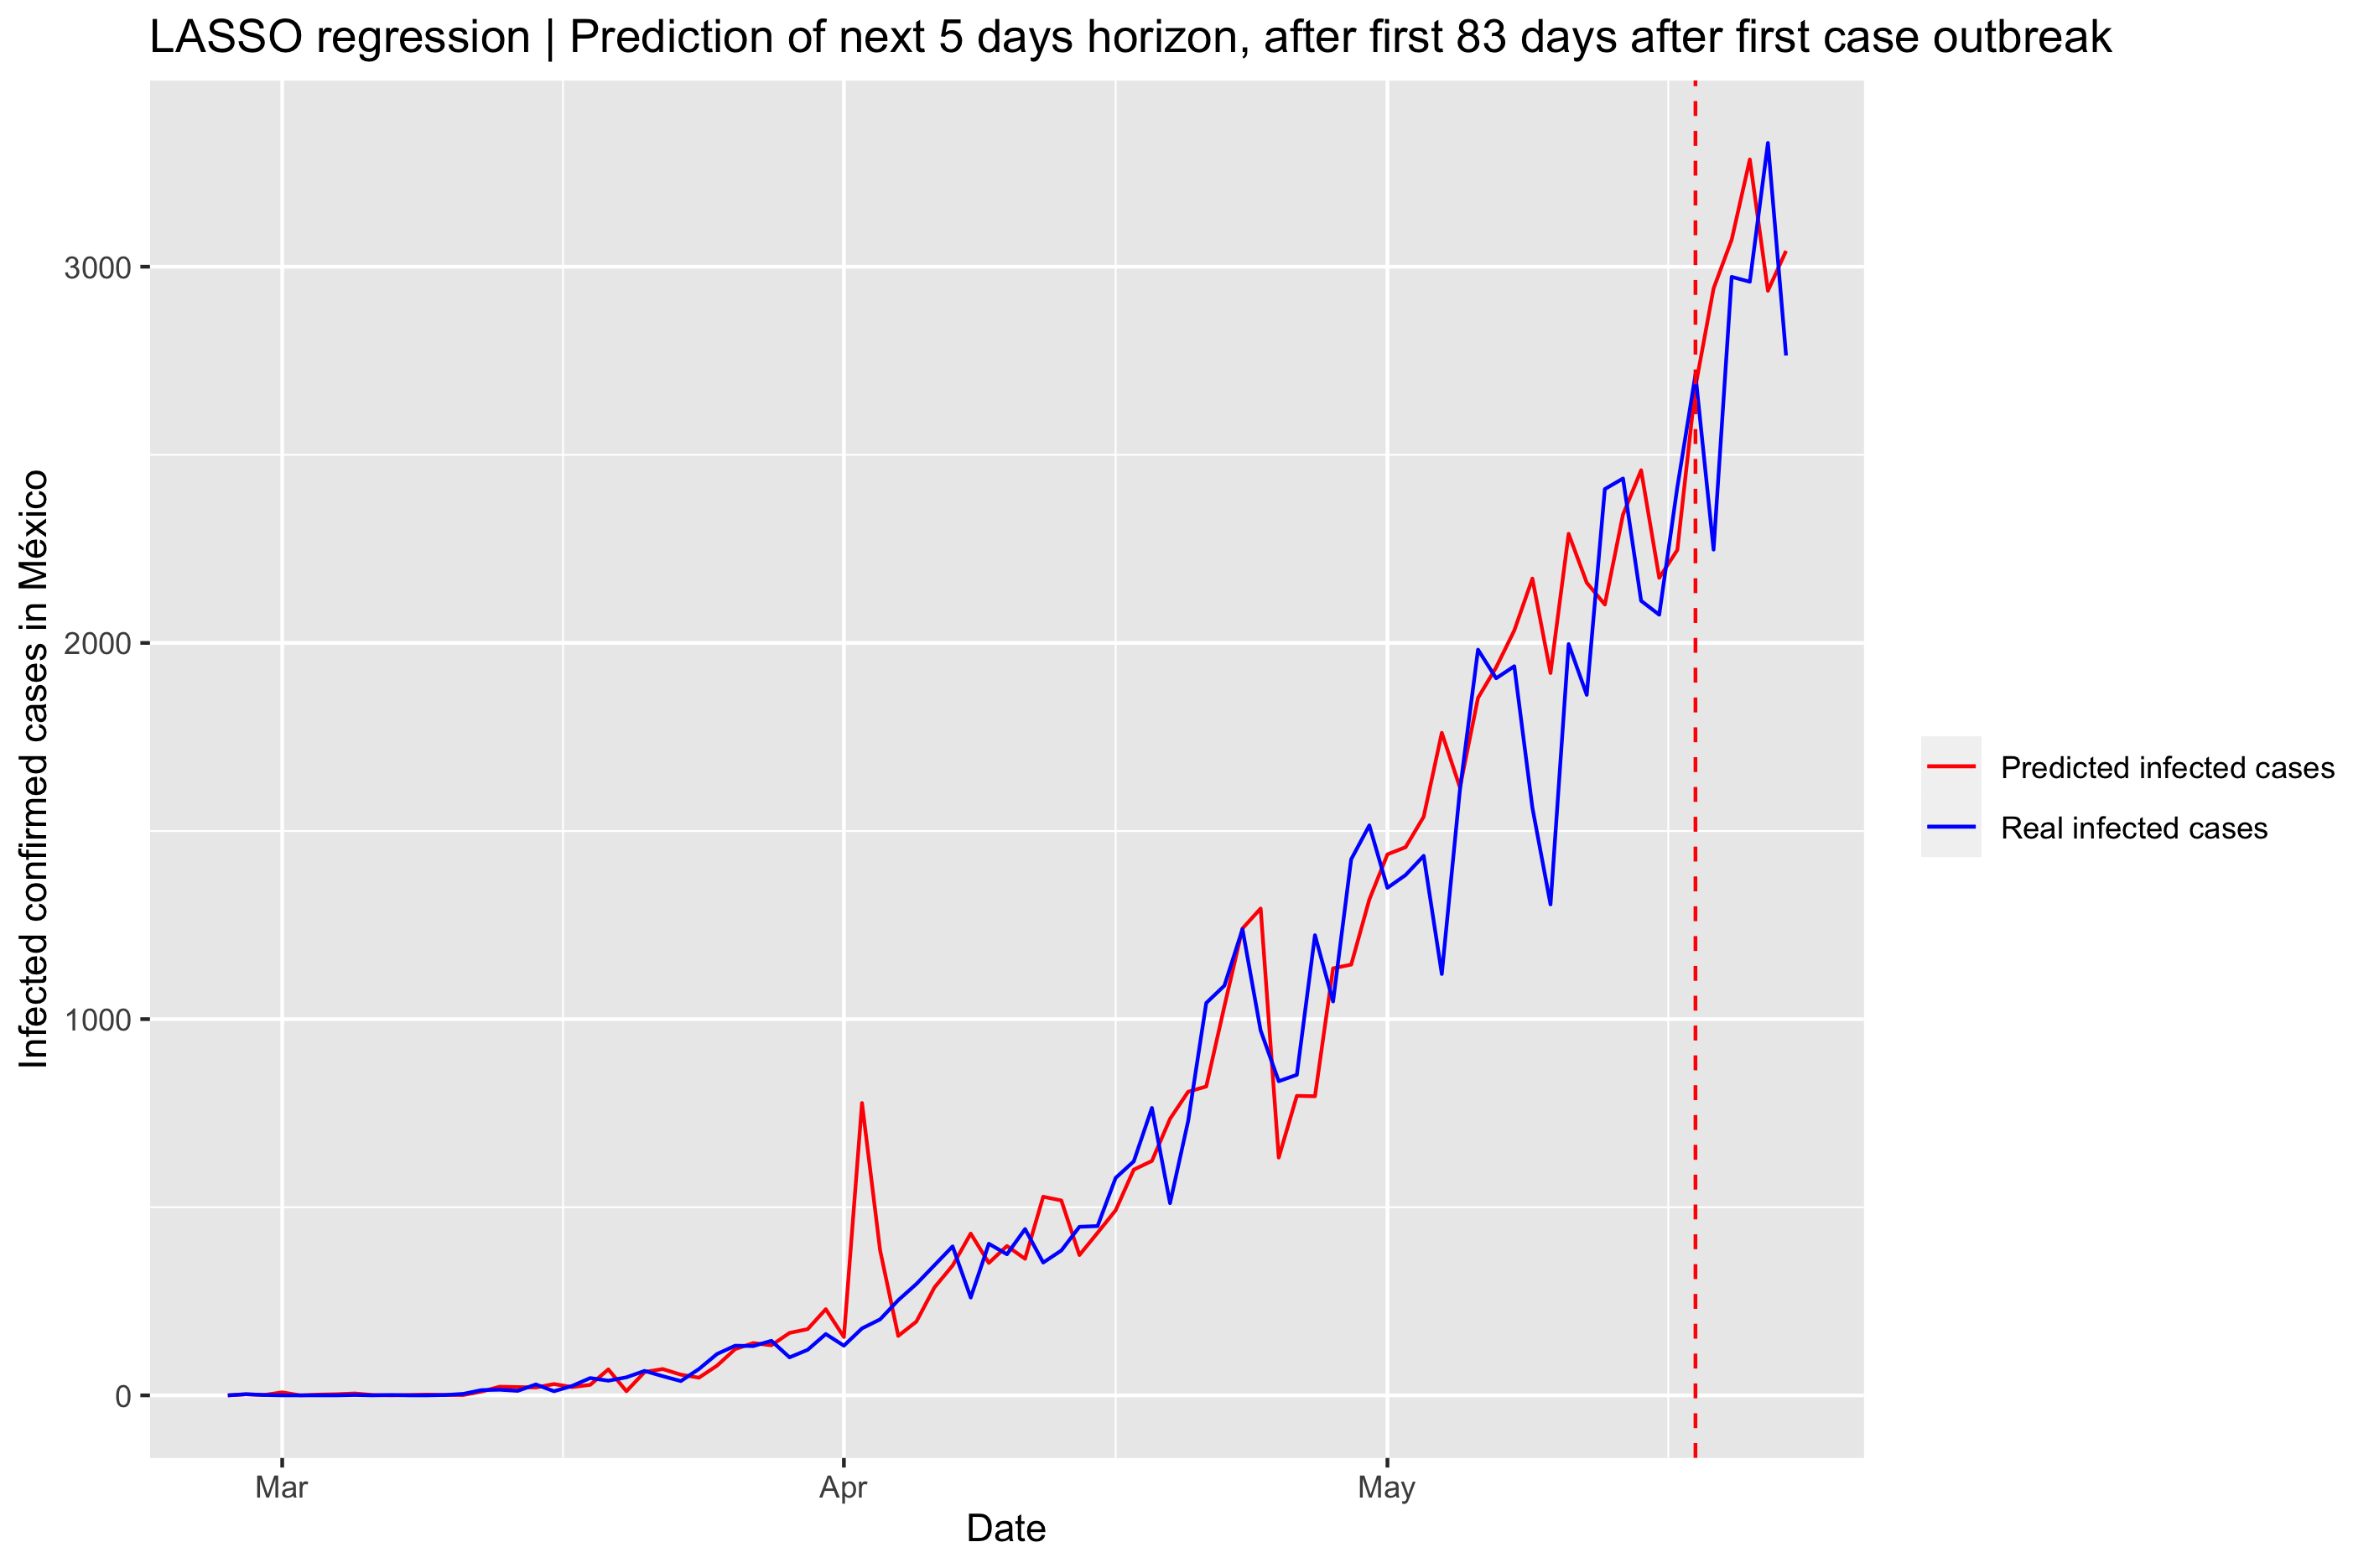 LASSO regression | Prediction of next 5 days horizon, after first 83 days after first case outbreak
Infected confirmed cases in México
3000
2000
1000
0
Mar
Apr
May
Date
Predicted infected cases
Real infected cases